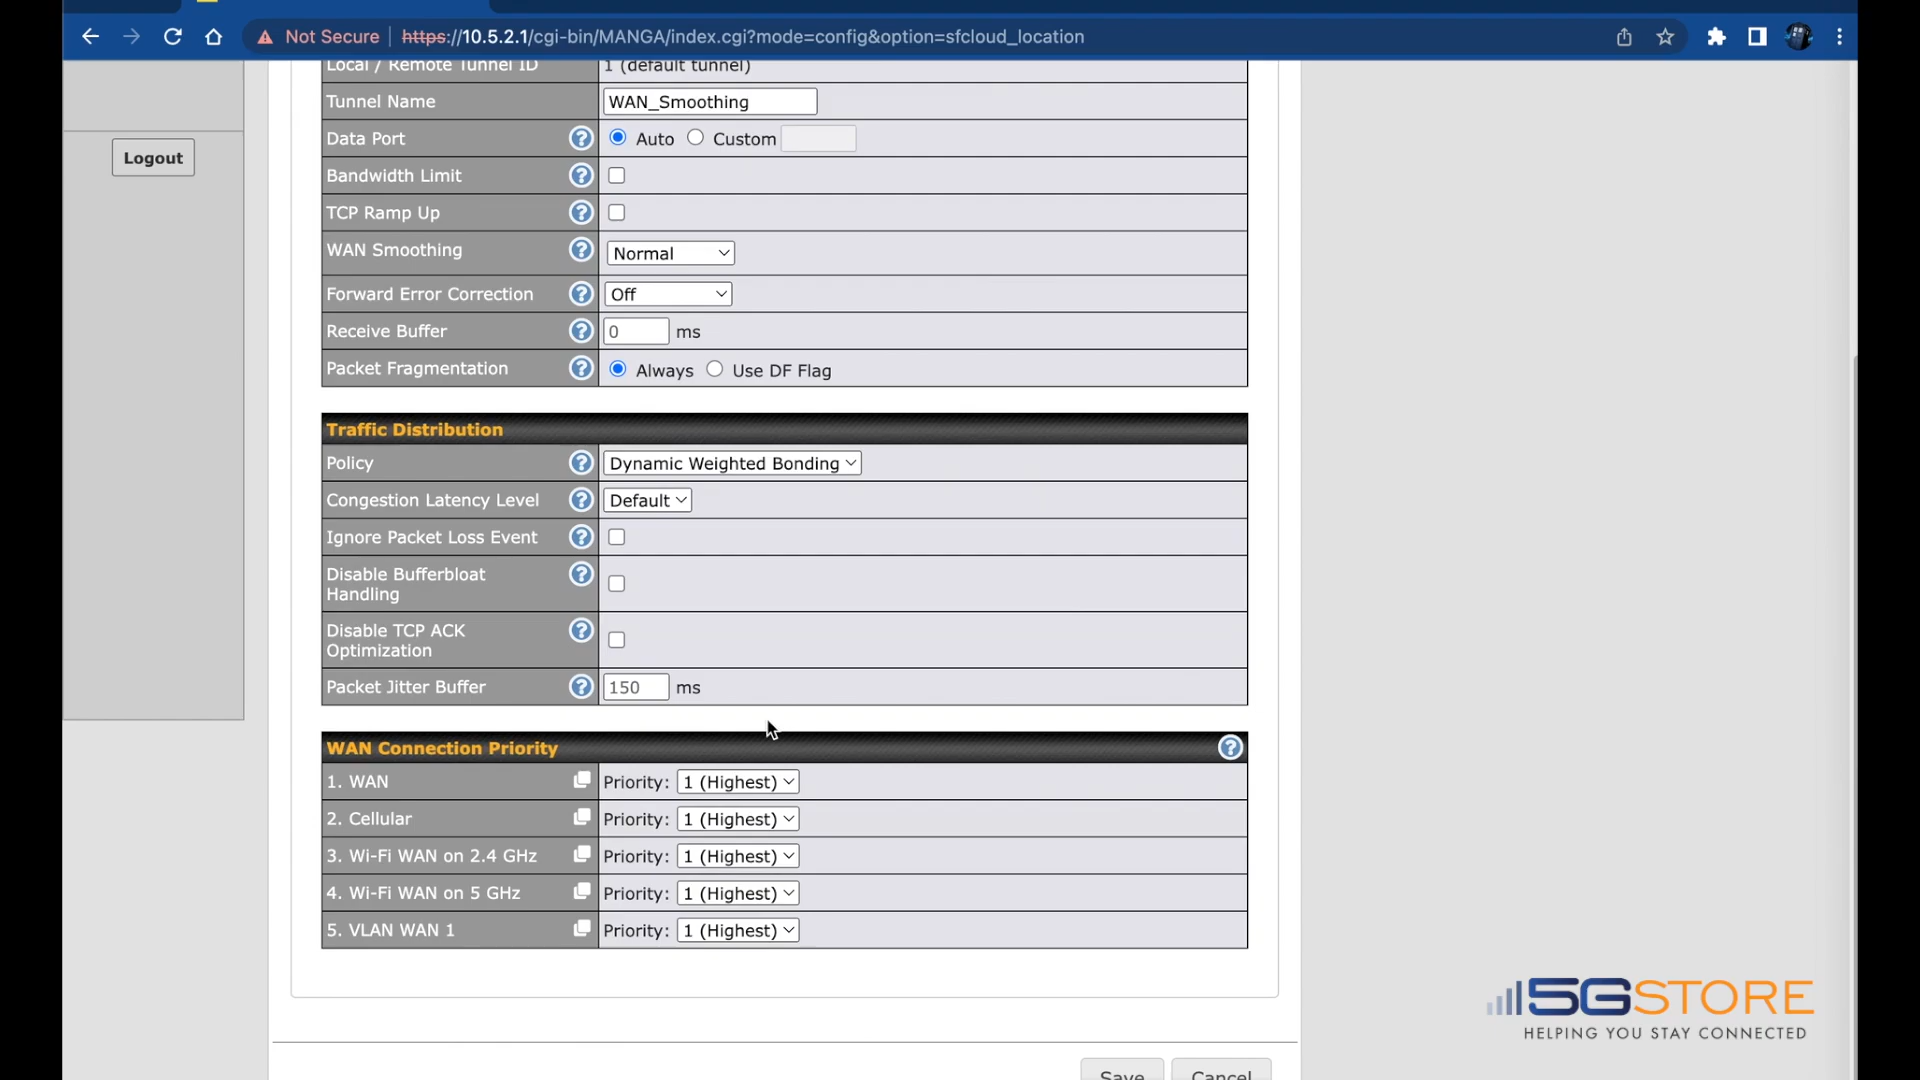 Not Secure | https://10.5.2.1/cgi-bin/MANGA/index.cgi?mode=config&option=sfcloud_location
Local / Remote Tunnel ID 1 (default tunnel)
Tunnel Name WAN_Smoothing
Logout
Data Port ? Auto Custom
Bandwidth Limit ?
TCP Ramp Up ?
WAN Smoothing ? Normal
Forward Error Correction ? Off
Receive Buffer ? 0 ms
Packet Fragmentation ? Always Use DF Flag
Traffic Distribution
Policy ? Dynamic Weighted Bonding
Congestion Latency Level ? Default
Ignore Packet Loss Event ?
Disable Bufferbloat ?
Handling
Disable TCP ACK ?
Optimization
Packet Jitter Buffer ? 150 ms
WAN Connection Priority ?
1. WAN Priority: 1 (Highest)
2. Cellular Priority: 1 (Highest)
3. Wi-Fi WAN on 2.4 GHz Priority: 1 (Highest)
4. Wi-Fi WAN on 5 GHz Priority: 1 (Highest)
5. VLAN WAN 1 Priority: 1 (Highest)
5GSTORE
HELPING YOU STAY CONNECTED
Save Cancel